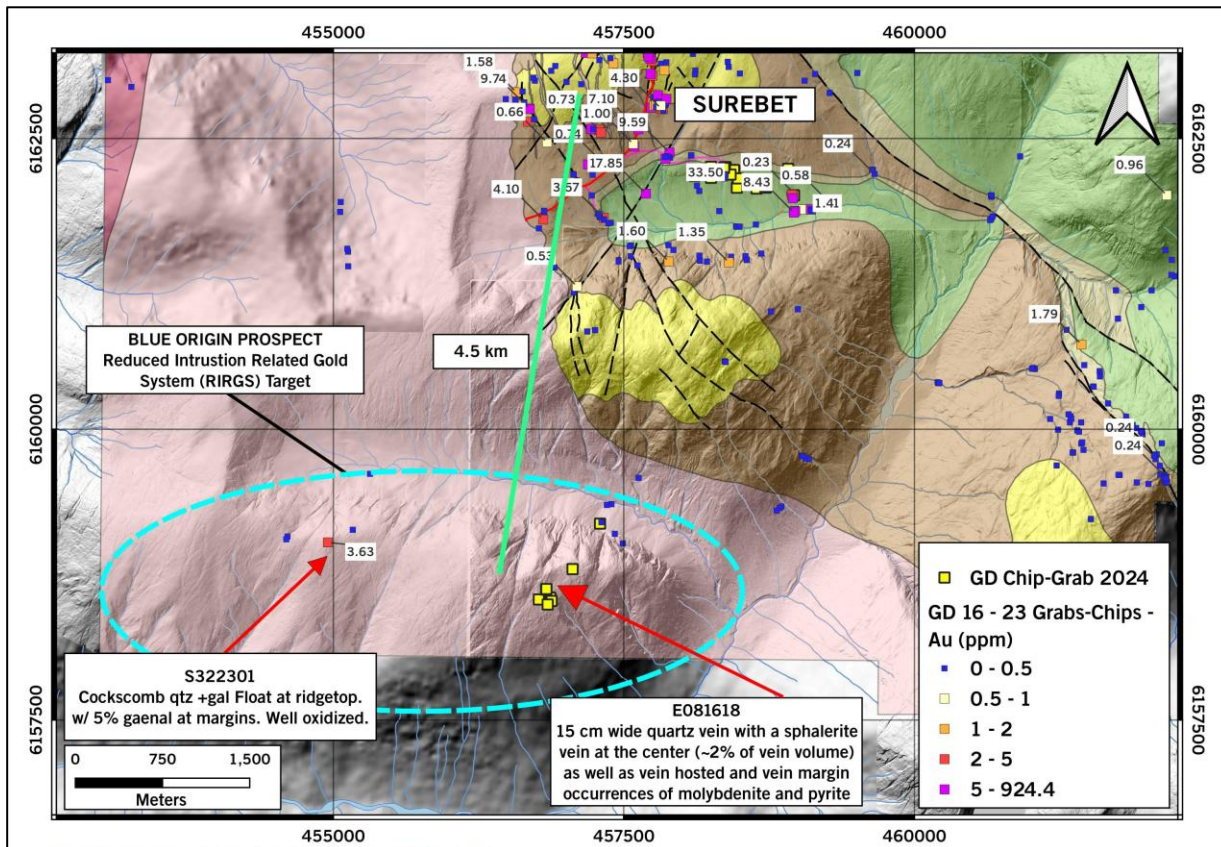 455000 457500 460000
6162500
6160000
6157500
1.58
9.74
4.30
0.73
7.10
SUREBET
0.66
1.00
0.74
9.59
0.24
0.96
17.85
0.23
33.50
0.58
4.10
3.67
8.43
1.41
1.60
1.35
0.53
1.79
BLUE ORIGIN PROSPECT
Reduced Intrusion Related Gold
System (RIRGS) Target
4.5 km
0.24
0.24
3.63
S322301
Cockscomb qtz +gal Float at ridgetop.
w/ 5% gaenal at margins. Well oxidized.
0 750 1,500
Meters
E081618
15 cm wide quartz vein with a sphalerite
vein at the center (~2% of vein volume)
as well as vein hosted and vein margin
occurrences of molybdenite and pyrite
GD Chip-Grab 2024
GD 16 - 23 Grabs-Chips -
Au (ppm)
0 - 0.5
0.5 - 1
1 - 2
2 - 5
5 - 924.4
6162500
6160000
6157500
455000 457500 460000